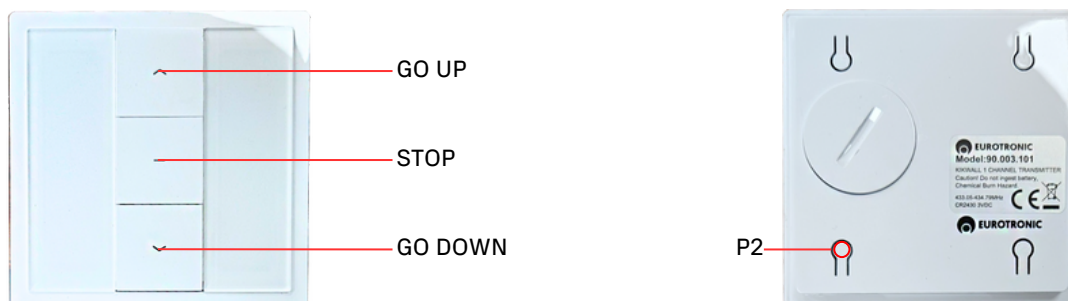 GO UP
STOP
GO DOWN
P2
EUROTRONIC
Model:90.003.101
KIKIWALL 1 CHANNEL TRANSMITTER
Caution! Do not ingest battery,
Chemical Burn Hazard.
433.05-434.79MHz
CR2430 3VDC
CE
EUROTRONIC